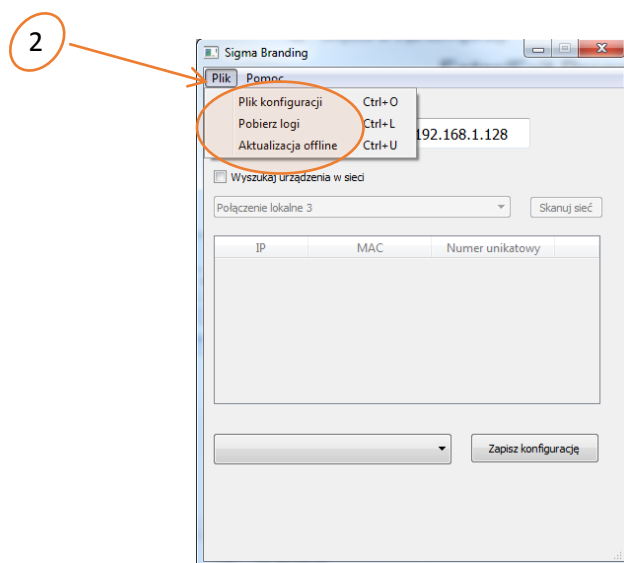 2
Sigma Branding
Plik Pomoc
Plik konfiguracji Ctrl+O
Pobierz logi Ctrl+L
Aktualizacja offline Ctrl+U
192.168.1.128
Wyszukaj urządzenia w sieci
Połączenie lokalne 3 Skanuj sieć
IP MAC Numer unikatowy
Zapisz konfigurację